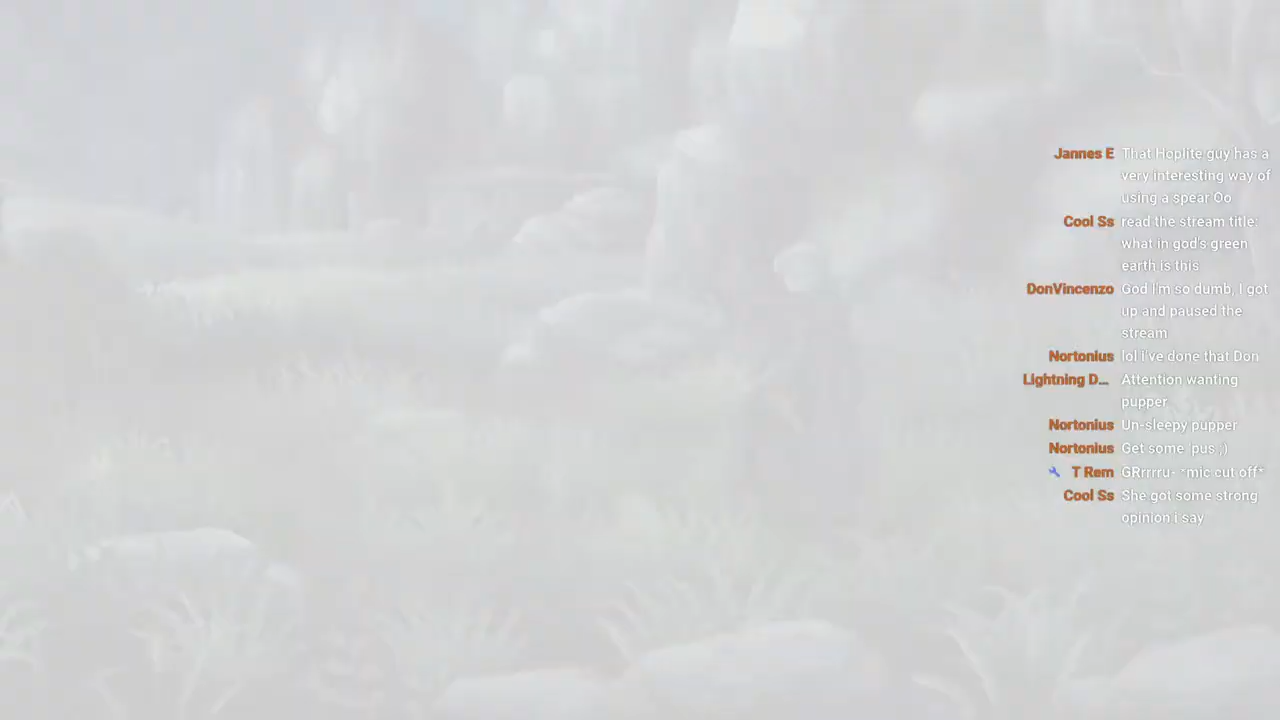 Jannes E That Hoplite guy has a
very interesting way of
using a spear Oo
Cool Ss read the stream title:
what in god's green
earth is this
DonVincenzo God I'm so dumb, I got
up and paused the
stream
Nortonius lol i've done that Don
Lightning D... Attention wanting
pupper
Nortonius Un-sleepy pupper
Nortonius Get some 'pus ;)
T Rem GRrrrru- *mic cut off*
Cool Ss She got some strong
opinion i say